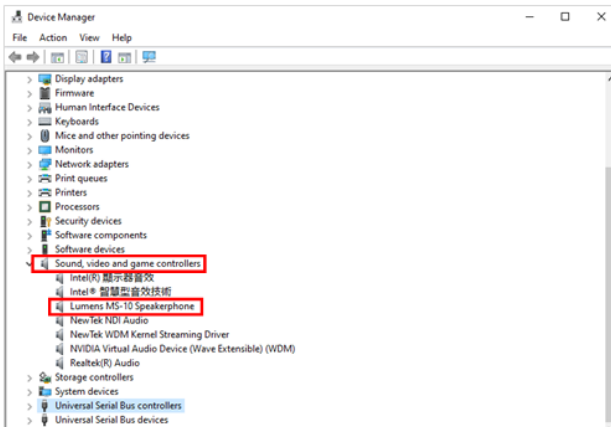 Device Manager
File Action View Help
Display adapters
Firmware
Human Interface Devices
Keyboards
Mice and other pointing devices
Monitors
Network adapters
Print queues
Printers
Processors
Security devices
Software components
Software devices
Sound, video and game controllers
Intel(R) 顯示器音效
Intel® 智慧型音效技術
Lumens MS-10 Speakerphone
NewTek NDI Audio
NewTek WDM Kernel Streaming Driver
NVIDIA Virtual Audio Device (Wave Extensible) (WDM)
Realtek(R) Audio
Storage controllers
System devices
Universal Serial Bus controllers
Universal Serial Bus devices